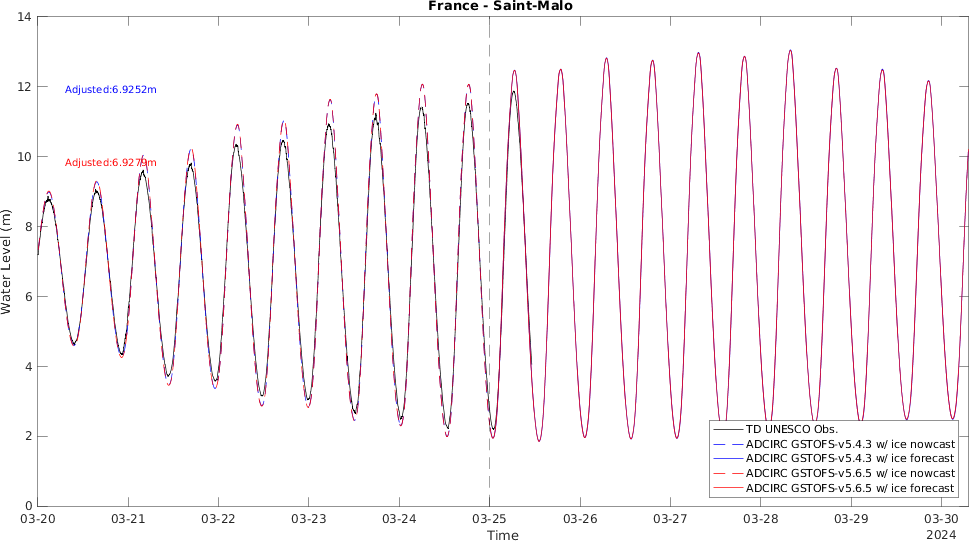 France - Saint-Malo
14
12
10
8
6
4
2
0
Water Level (m)
Adjusted:6.9252m
Adjusted:6.9279m
TD UNESCO Obs.
ADCIRC GSTOFS-v5.4.3 w/ ice nowcast
ADCIRC GSTOFS-v5.4.3 w/ ice forecast
ADCIRC GSTOFS-v5.6.5 w/ ice nowcast
ADCIRC GSTOFS-v5.6.5 w/ ice forecast
03-20 03-21 03-22 03-23 03-24 03-25 03-26 03-27 03-28 03-29 03-30
Time
2024